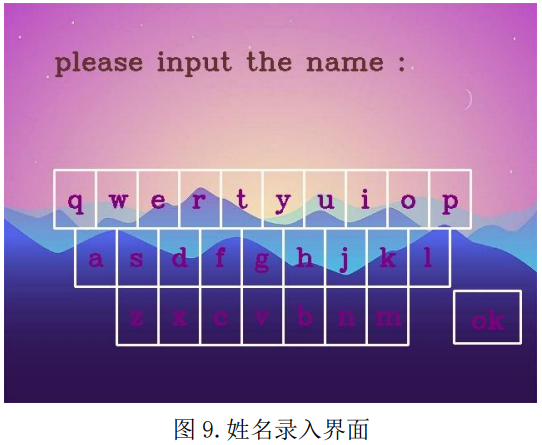 please input the name :
q w e r t y u i o p
a s d f g h j k l
z x c v b n m
ok
图 9.姓名录入界面